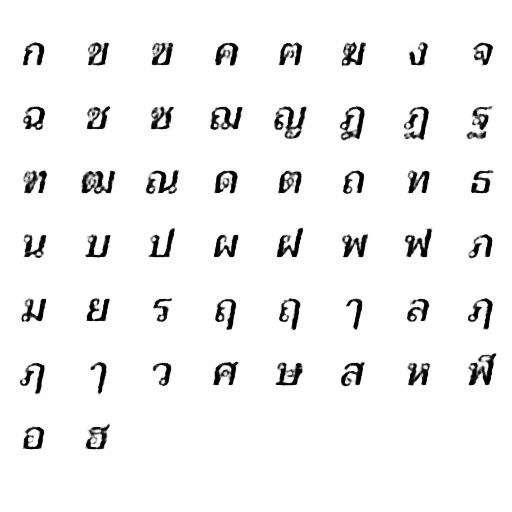 ก ข ฃ ค ฅ ฆ ง จ
ฉ ช ซ ฌ ญ ฎ ฏ ฐ
ฑ ฒ ณ ด ต ถ ท ธ
น บ ป ผ ฝ พ ฟ ภ
ม ย ร ฤ ฤ ๅ ล ฦ
ฦ ๅ ว ศ ษ ส ห ฬ
อ ฮ